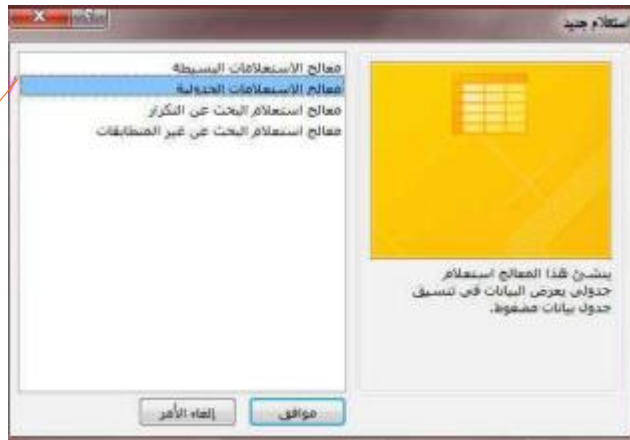 استعلام جديد
معالج الاستعلامات البسيطة
معالج الاستعلامات الجدولية
معالج استعلام البحث عن التكرار
معالج استعلام البحث عن غير المتطابقات
ينشئ هذا المعالج استعلام
جدولي يعرض البيانات في تنسيق
جدول بيانات مضغوط.
موافق
إلغاء الأمر